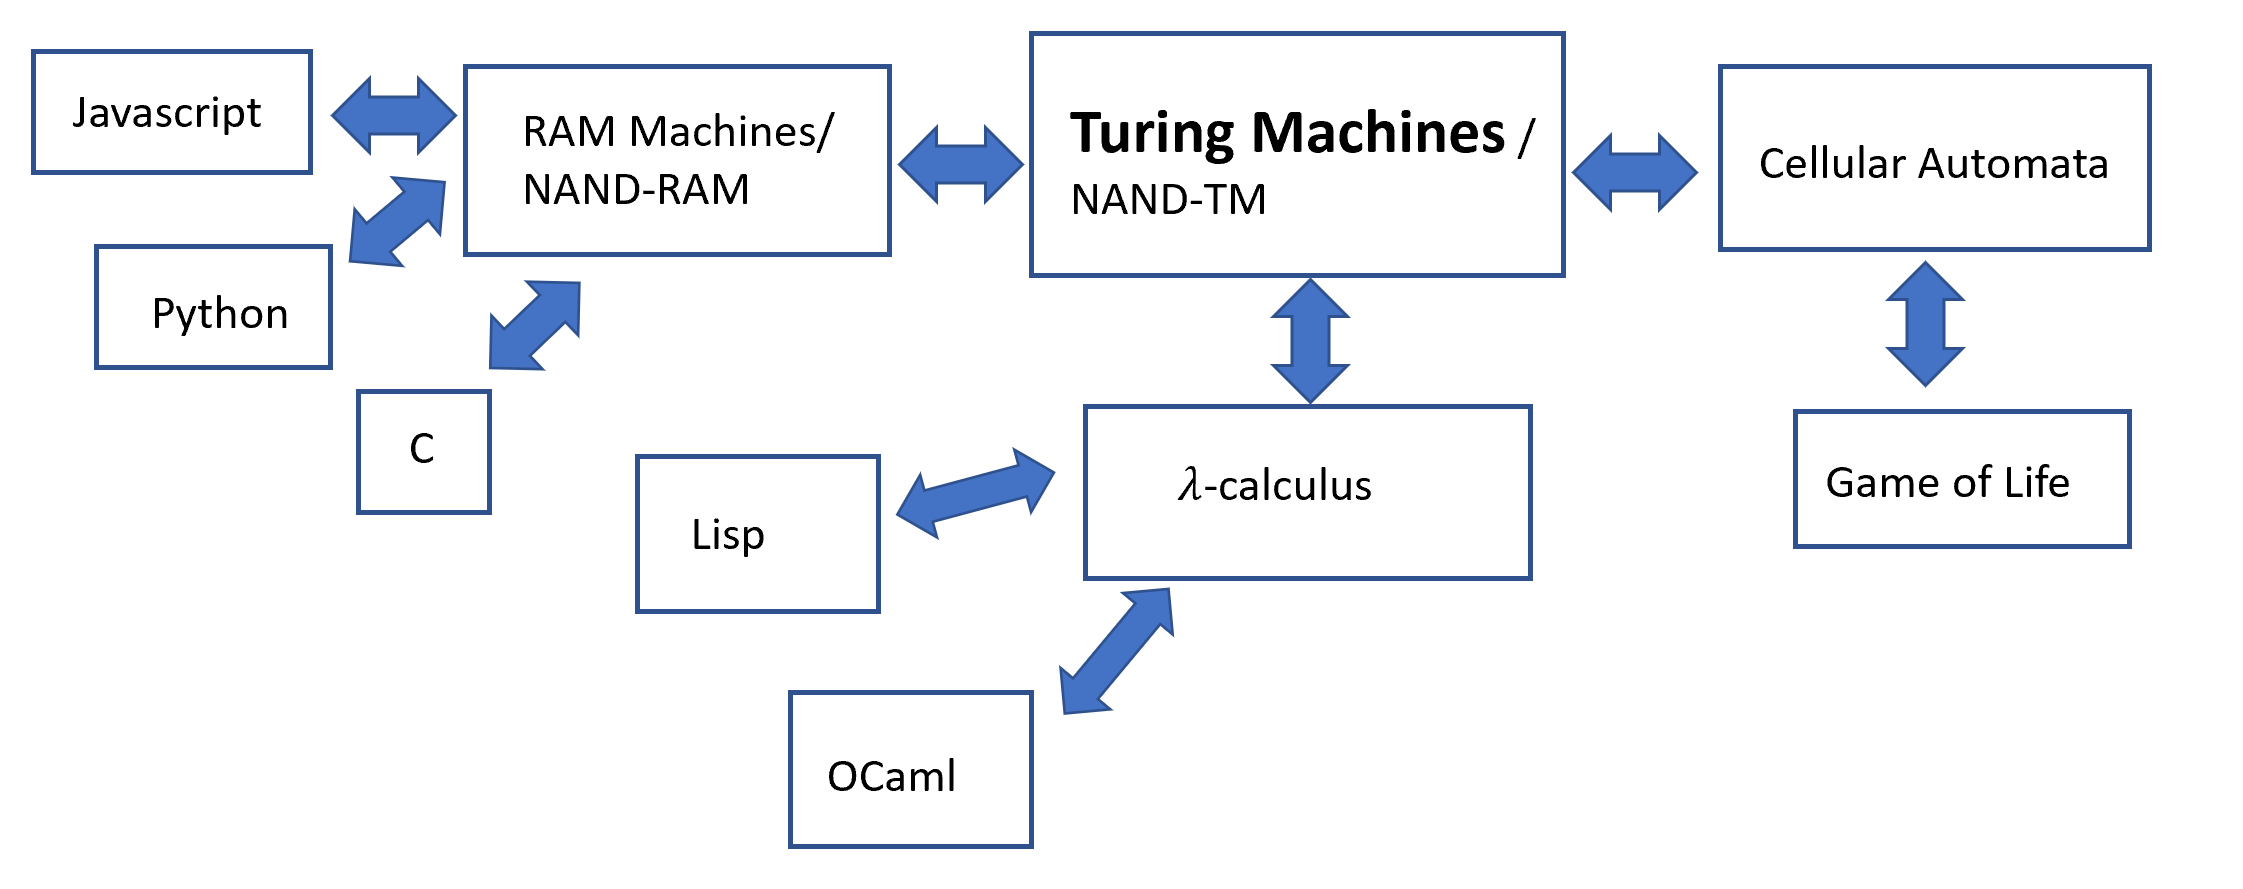 Javascript
RAM Machines/
NAND-RAM
Turing Machines /
NAND-TM
Cellular Automata
Python
C
Lisp
λ-calculus
Game of Life
OCaml